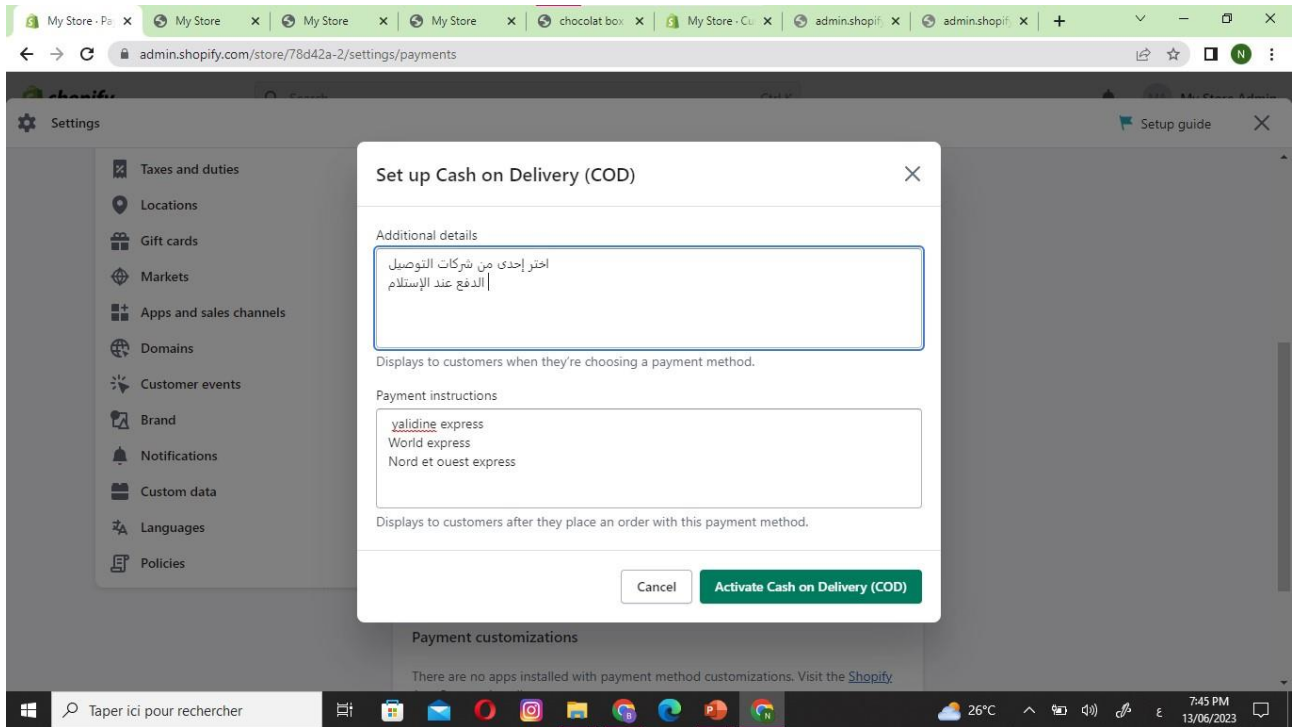 My Store · Pa
My Store
My Store
My Store
chocolat box
My Store · Cu
admin.shopify
admin.shopify
admin.shopify.com/store/78d42a-2/settings/payments
N
shopify
Search
Ctrl K
My Store Admin
Settings
Setup guide
Taxes and duties
Locations
Gift cards
Markets
Apps and sales channels
Domains
Customer events
Brand
Notifications
Custom data
Languages
Policies
Set up Cash on Delivery (COD)
Additional details
اختر إحدى من شركات التوصيل
الدفع عند الإستلام
Displays to customers when they're choosing a payment method.
Payment instructions
yalidine express
World express
Nord et ouest express
Displays to customers after they place an order with this payment method.
Cancel
Activate Cash on Delivery (COD)
Payment customizations
There are no apps installed with payment method customizations. Visit the Shopify
Taper ici pour rechercher
26°C
ع
7:45 PM
13/06/2023